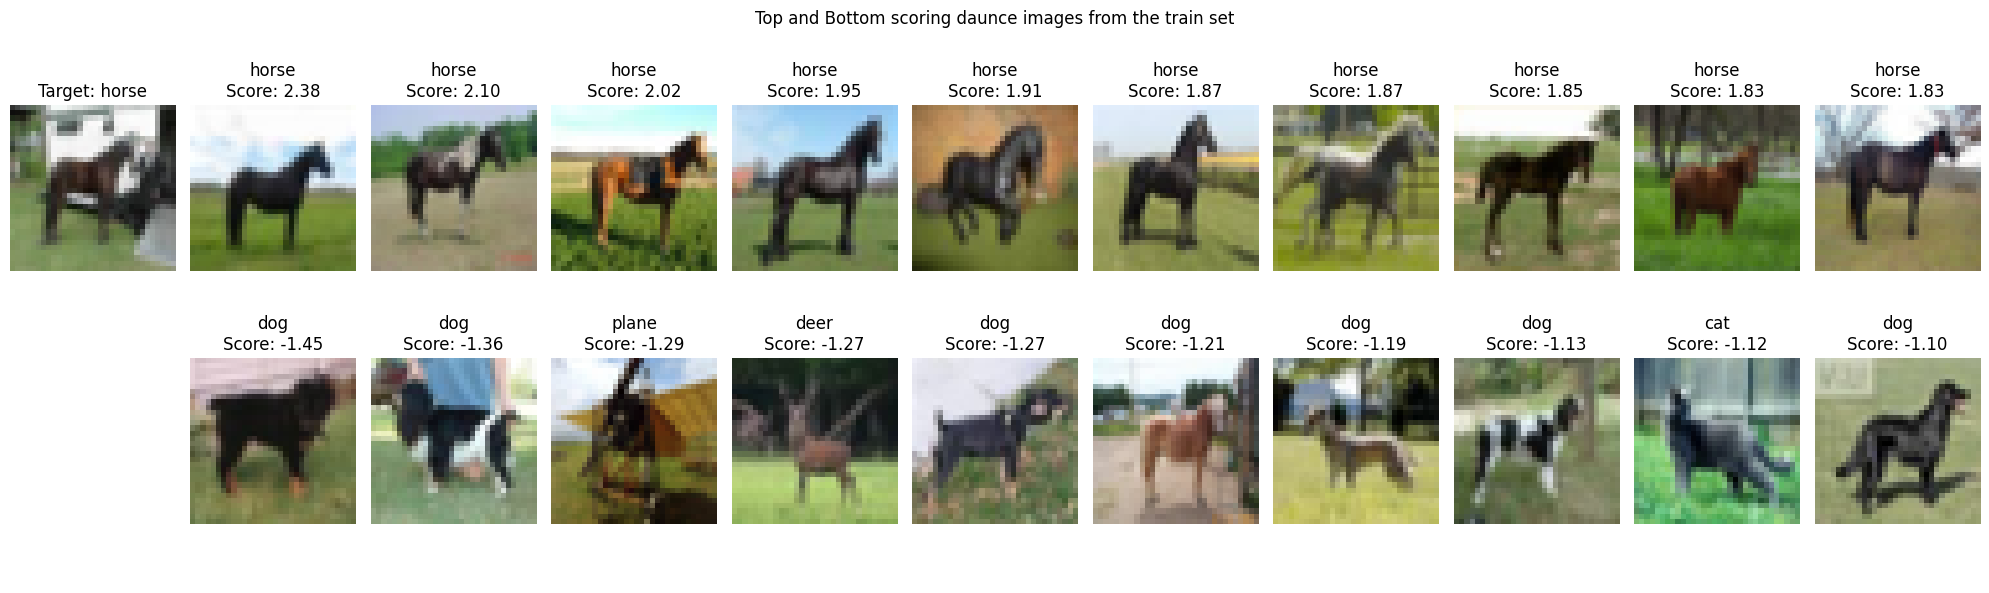 Top and Bottom scoring daunce images from the train set
Target: horse
horse
Score: 2.38
horse
Score: 2.10
horse
Score: 2.02
horse
Score: 1.95
horse
Score: 1.91
horse
Score: 1.87
horse
Score: 1.87
horse
Score: 1.85
horse
Score: 1.83
horse
Score: 1.83
dog
Score: -1.45
dog
Score: -1.36
plane
Score: -1.29
deer
Score: -1.27
dog
Score: -1.27
dog
Score: -1.21
dog
Score: -1.19
dog
Score: -1.13
cat
Score: -1.12
dog
Score: -1.10